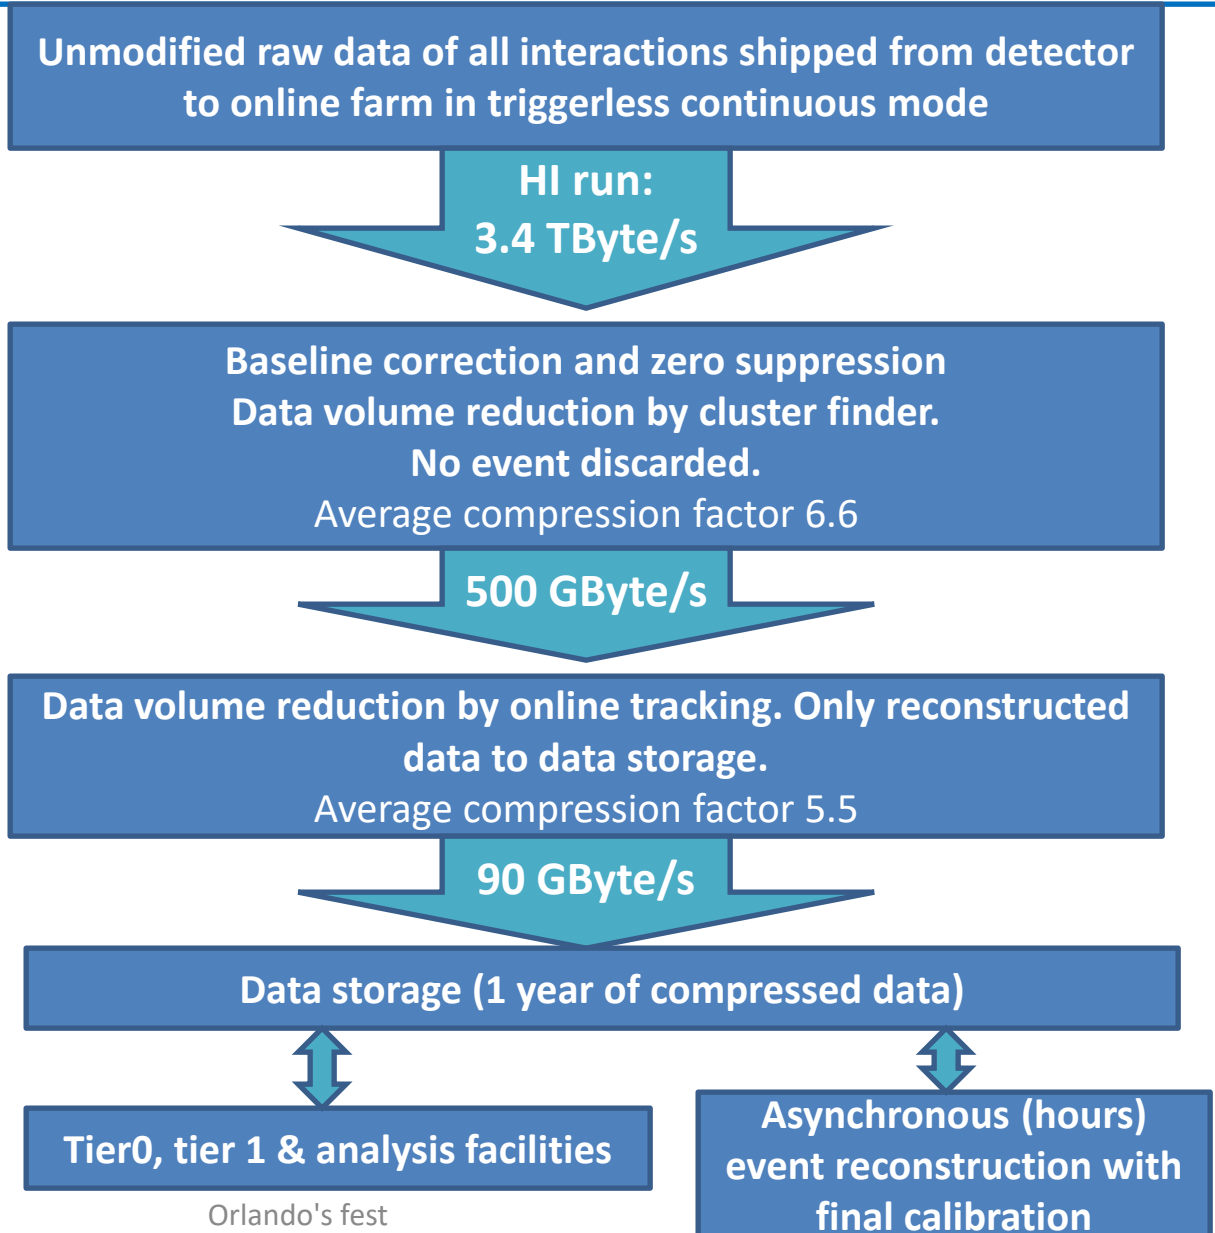 Unmodified raw data of all interactions shipped from detector
to online farm in triggerless continuous mode
HI run:
3.4 TByte/s
Baseline correction and zero suppression
Data volume reduction by cluster finder.
No event discarded.
Average compression factor 6.6
500 GByte/s
Data volume reduction by online tracking. Only reconstructed
data to data storage.
Average compression factor 5.5
90 GByte/s
Data storage (1 year of compressed data)
Tier0, tier 1 & analysis facilities
Asynchronous (hours)
event reconstruction with
final calibration
Orlando's fest